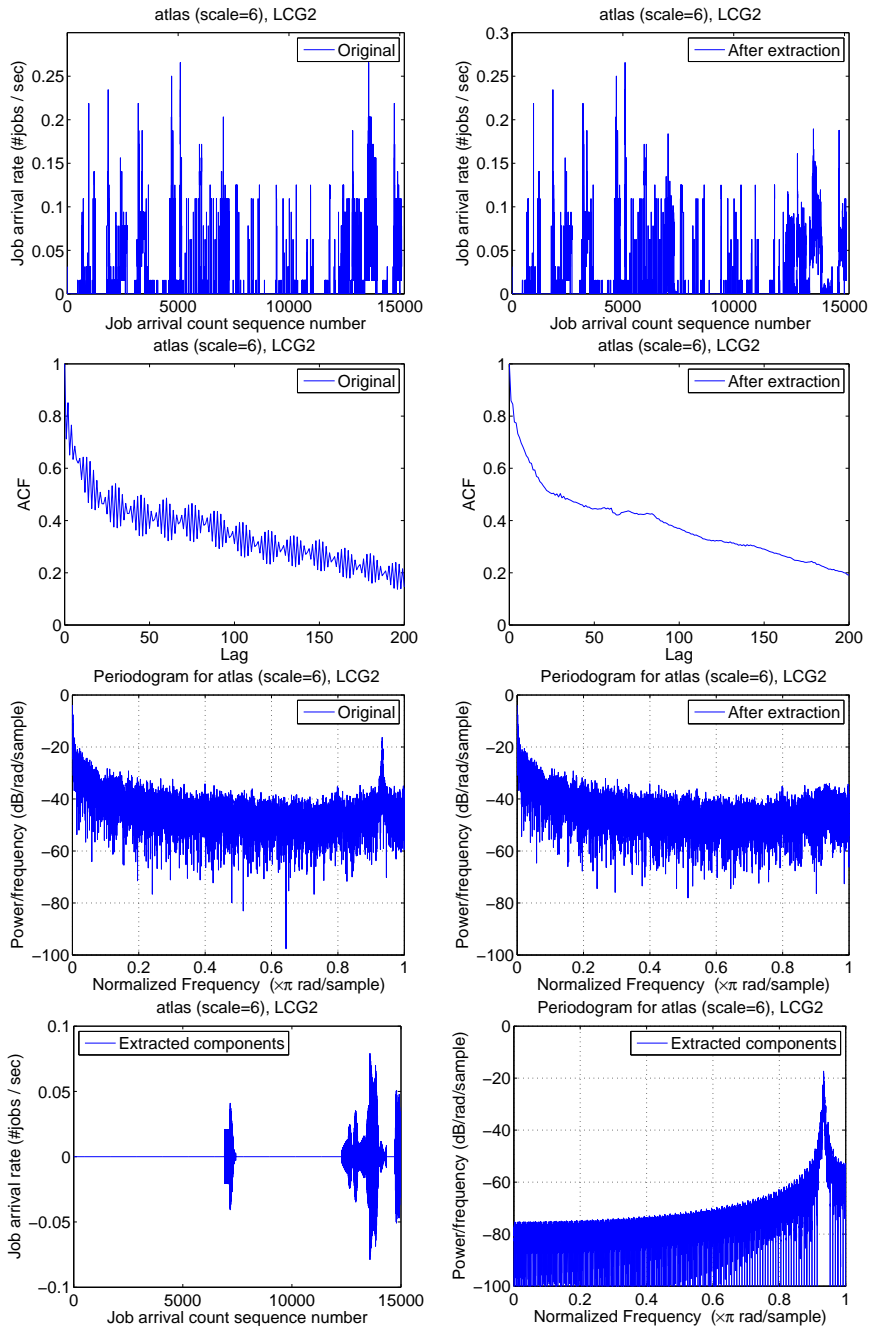 atlas (scale=6), LCG2
Original
Job arrival rate (#jobs / sec)
0.25
0.2
0.15
0.1
0.05
0
0 5000 10000 15000
Job arrival count sequence number
atlas (scale=6), LCG2
After extraction
Job arrival rate (#jobs / sec)
0.3
0.25
0.2
0.15
0.1
0.05
0
0 5000 10000 15000
Job arrival count sequence number
atlas (scale=6), LCG2
Original
ACF
1
0.8
0.6
0.4
0.2
0
0 50 100 150 200
Lag
atlas (scale=6), LCG2
After extraction
ACF
1
0.8
0.6
0.4
0.2
0
0 50 100 150 200
Lag
Periodogram for atlas (scale=6), LCG2
Original
Power/frequency (dB/rad/sample)
0
−20
−40
−60
−80
−100
0 0.2 0.4 0.6 0.8 1
Normalized Frequency (×π rad/sample)
Periodogram for atlas (scale=6), LCG2
After extraction
Power/frequency (dB/rad/sample)
0
−20
−40
−60
−80
−100
0 0.2 0.4 0.6 0.8 1
Normalized Frequency (×π rad/sample)
atlas (scale=6), LCG2
Extracted components
Job arrival rate (#jobs / sec)
0.1
0.05
0
−0.05
−0.1
0 5000 10000 15000
Job arrival count sequence number
Periodogram for atlas (scale=6), LCG2
Extracted components
Power/frequency (dB/rad/sample)
0
−20
−40
−60
−80
−100
0 0.2 0.4 0.6 0.8 1
Normalized Frequency (×π rad/sample)